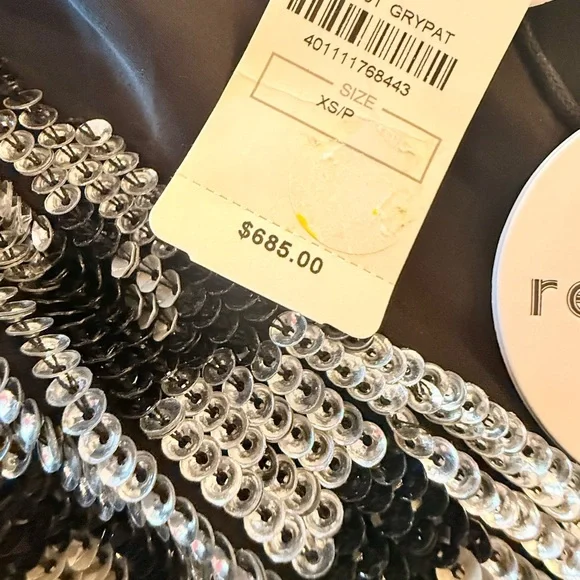 GRYPAT
401111768443
SIZE
XS/P
$685.00
re